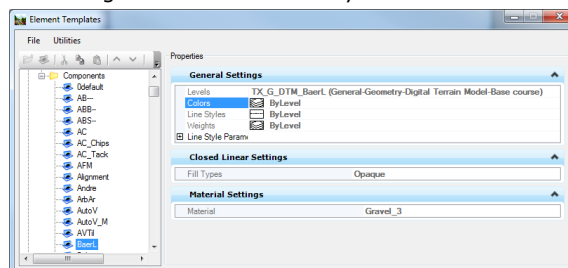 Element Templates
File Utilities
Properties
Components
0default
AB---
ABB--
ABS--
AC
AC_Chips
AC_Tack
AFM
Alignment
Andre
ArbAr
AutoV
AutoV_M
AVTil
BaerL
General Settings
Levels TX_G_DTM_BaerL (General-Geometry-Digital Terrain Model-Base course)
Colors ByLevel
Line Styles ByLevel
Weights ByLevel
Line Style Param
Closed Linear Settings
Fill Types Opaque
Material Settings
Material Gravel_3